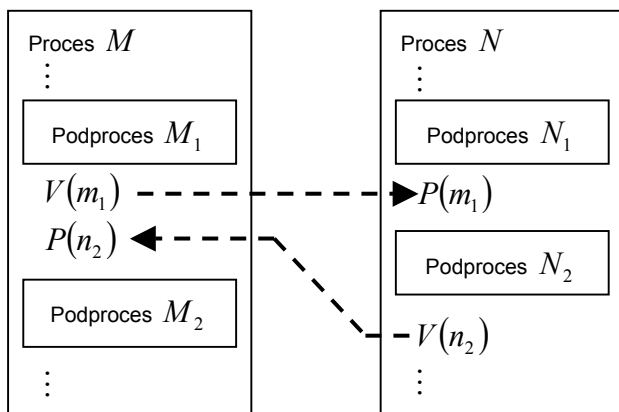 Proces M
⋮
Podproces M₁
V(m₁)
P(n₂)
Podproces M₂
⋮
Proces N
⋮
Podproces N₁
P(m₁)
Podproces N₂
V(n₂)
⋮